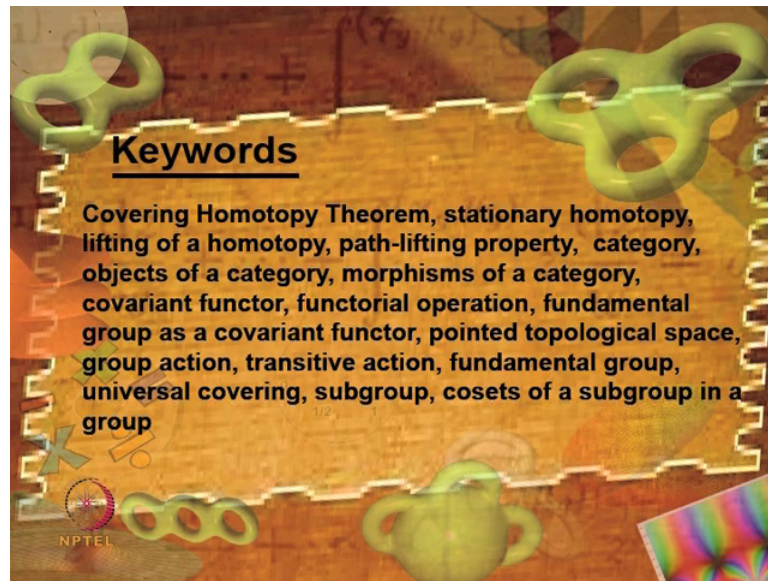 Keywords
Covering Homotopy Theorem, stationary homotopy,
lifting of a homotopy, path-lifting property, category,
objects of a category, morphisms of a category,
covariant functor, functorial operation, fundamental
group as a covariant functor, pointed topological space,
group action, transitive action, fundamental group,
universal covering, subgroup, cosets of a subgroup in a
group
NPTEL